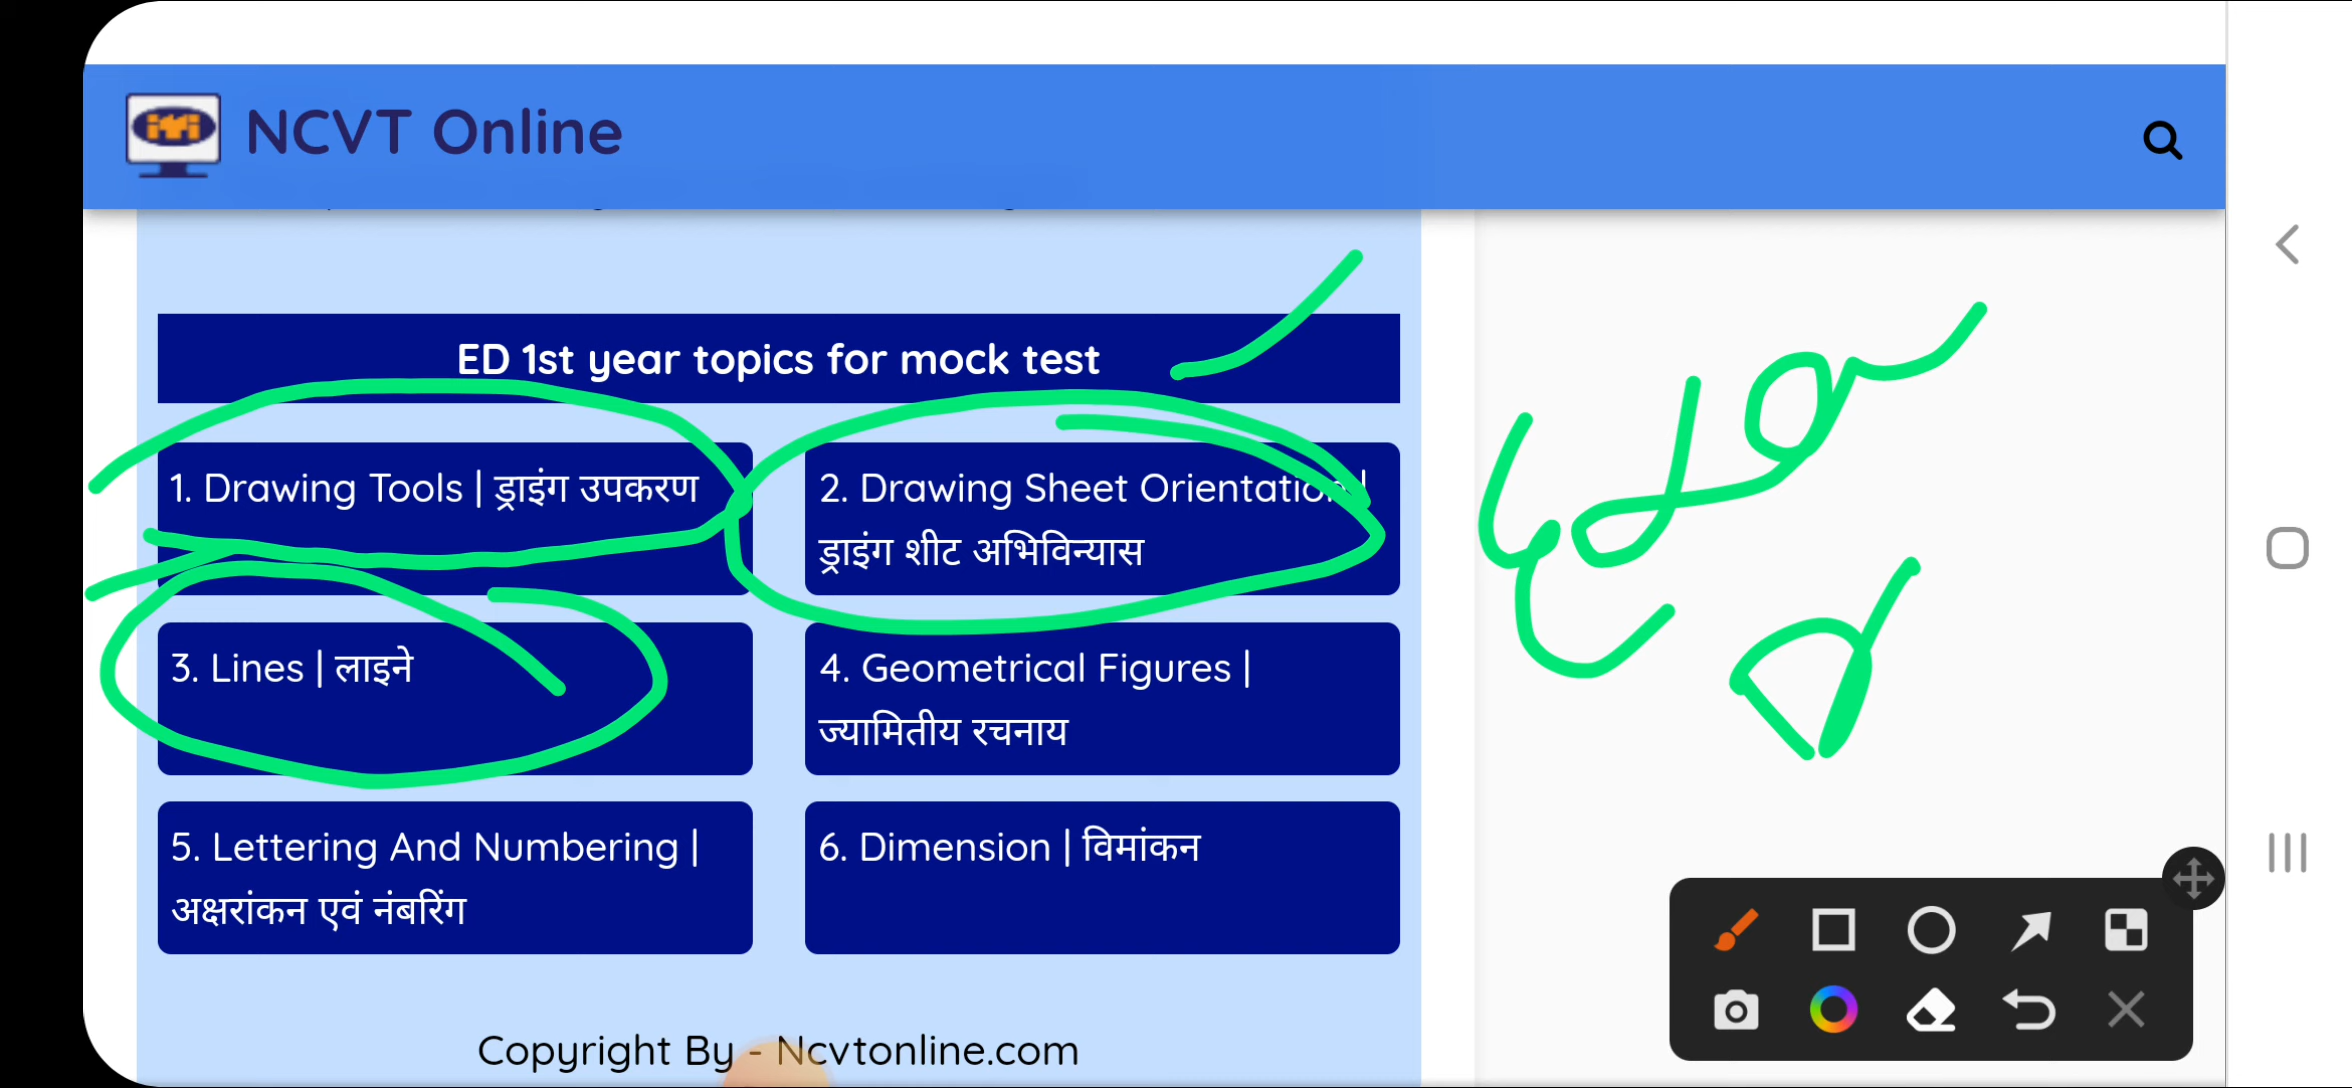 iti
NCVT Online
ED 1st year topics for mock test
1. Drawing Tools | ड्राइंग उपकरण
2. Drawing Sheet Orientation |
ड्राइंग शीट अभिविन्यास
3. Lines | लाइने
4. Geometrical Figures |
ज्यामितीय रचनाय
5. Lettering And Numbering |
अक्षरांकन एवं नंबरिंग
6. Dimension | विमांकन
Copyright By - Ncvtonline.com